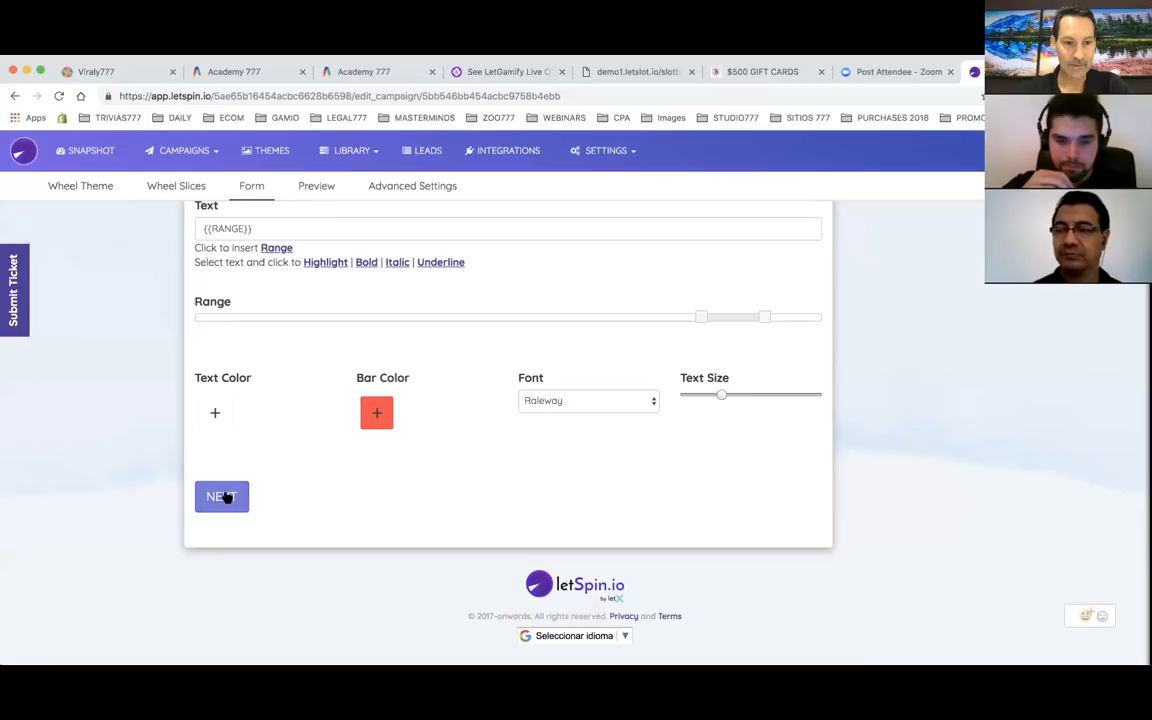 Viraly777
Academy 777
Academy 777
See LetGamify Live O
demo1.letslot.io/slot
$500 GIFT CARDS
Post Attendee - Zoom
https://app.letspin.io/5ae65b16454acbc6628b6598/edit_campaign/5bb546bb454acbc9758b4ebb
Apps
TRIVIAS777
DAILY
ECOM
GAMIO
LEGAL777
MASTERMINDS
ZOO777
WEBINARS
CPA
Images
STUDIO777
SITIOS 777
PURCHASES 2018
PROMO
SNAPSHOT
CAMPAIGNS
THEMES
LIBRARY
LEADS
INTEGRATIONS
SETTINGS
Wheel Theme
Wheel Slices
Form
Preview
Advanced Settings
Submit Ticket
Text
{{RANGE}}
Click to insert Range
Select text and click to Highlight | Bold | Italic | Underline
Range
Text Color
Bar Color
Font
Text Size
Raleway
NEXT
letSpin.io
by letX
© 2017-onwards. All rights reserved. Privacy and Terms
G Seleccionar idioma